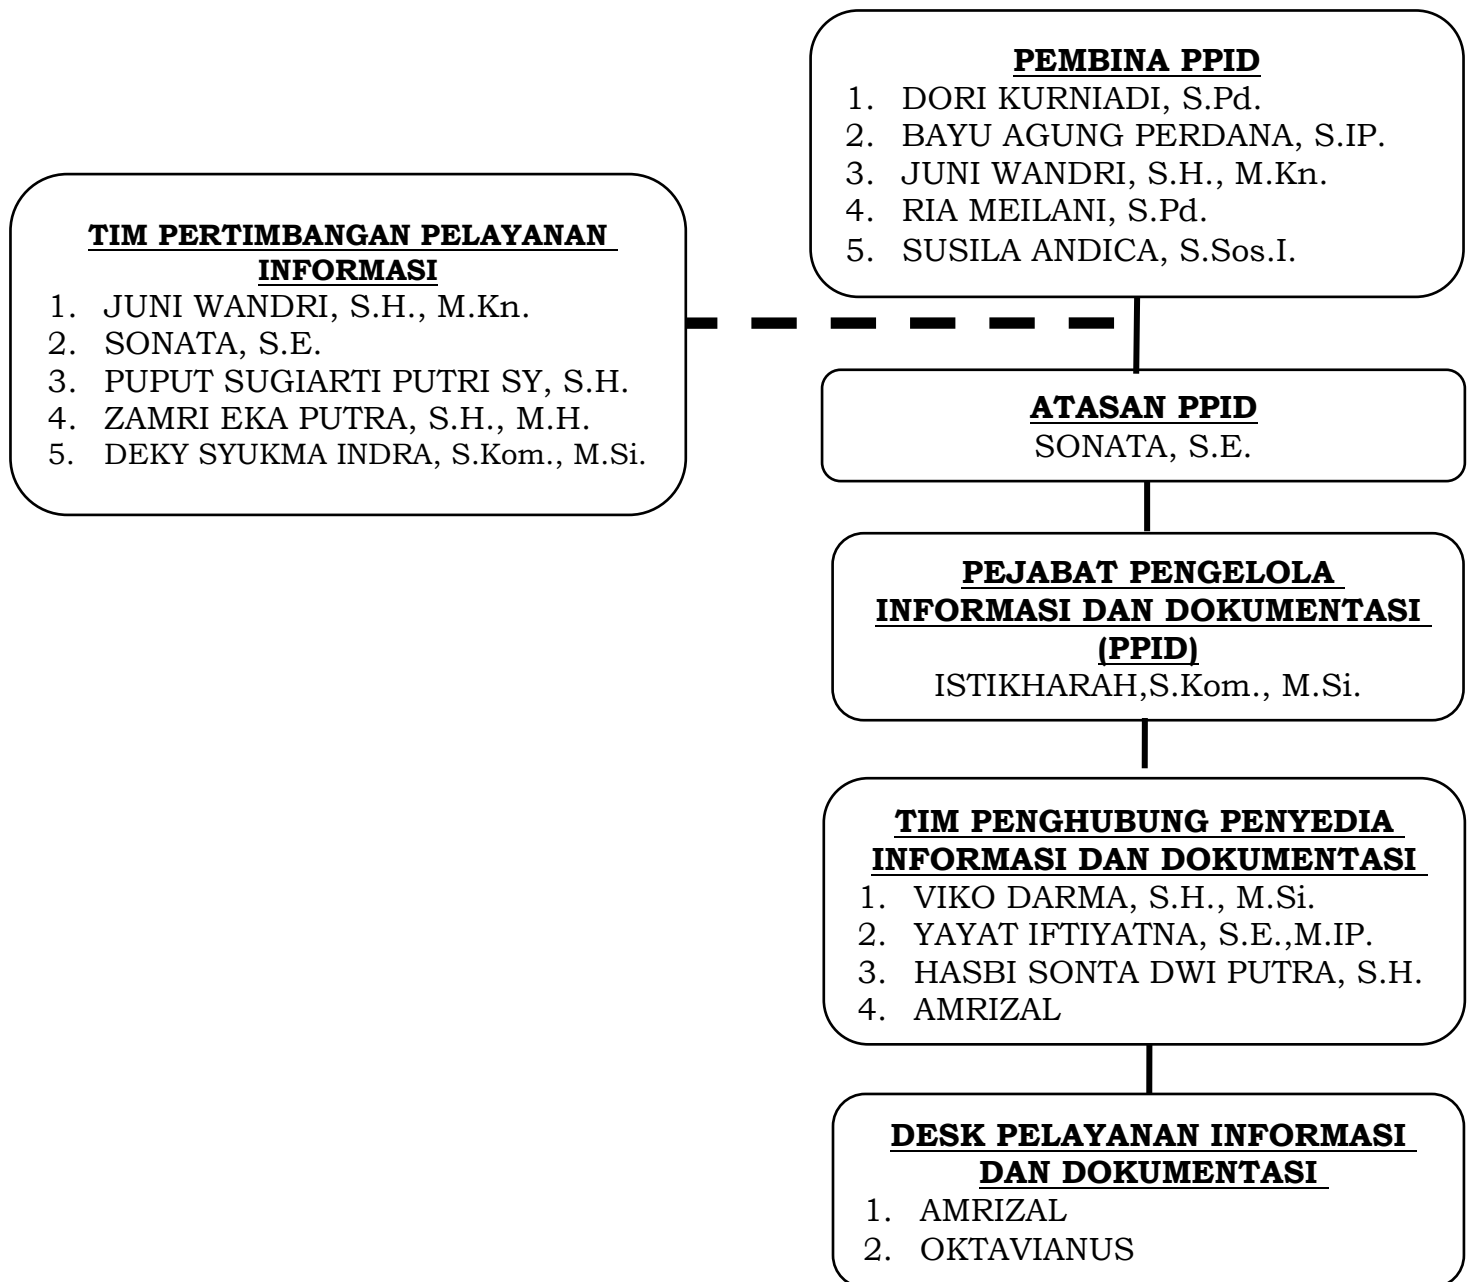 PEMBINA PPID
1. DORI KURNIADI, S.Pd.
2. BAYU AGUNG PERDANA, S.IP.
3. JUNI WANDRI, S.H., M.Kn.
4. RIA MEILANI, S.Pd.
5. SUSILA ANDICA, S.Sos.I.
TIM PERTIMBANGAN PELAYANAN
INFORMASI
1. JUNI WANDRI, S.H., M.Kn.
2. SONATA, S.E.
3. PUPUT SUGIARTI PUTRI SY, S.H.
4. ZAMRI EKA PUTRA, S.H., M.H.
5. DEKY SYUKMA INDRA, S.Kom., M.Si.
ATASAN PPID
SONATA, S.E.
PEJABAT PENGELOLA
INFORMASI DAN DOKUMENTASI
(PPID)
ISTIKHARAH,S.Kom., M.Si.
TIM PENGHUBUNG PENYEDIA
INFORMASI DAN DOKUMENTASI
1. VIKO DARMA, S.H., M.Si.
2. YAYAT IFTIYATNA, S.E.,M.IP.
3. HASBI SONTA DWI PUTRA, S.H.
4. AMRIZAL
DESK PELAYANAN INFORMASI
DAN DOKUMENTASI
1. AMRIZAL
2. OKTAVIANUS